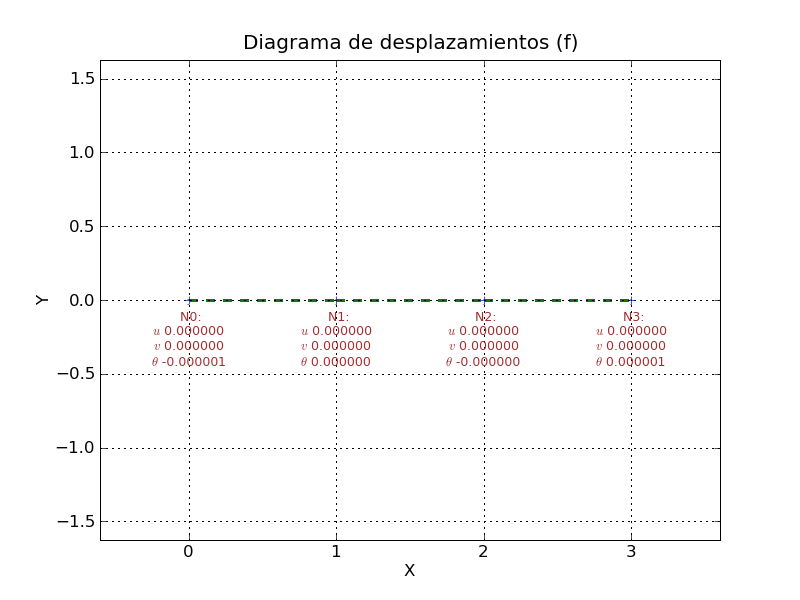 Diagrama de desplazamientos (f)
1.5
1.0
0.5
0.0
−0.5
−1.0
−1.5
Y
N0:
u 0.000000
v 0.000000
θ -0.000001
N1:
u 0.000000
v 0.000000
θ 0.000000
N2:
u 0.000000
v 0.000000
θ -0.000000
N3:
u 0.000000
v 0.000000
θ 0.000001
0 1 2 3
X